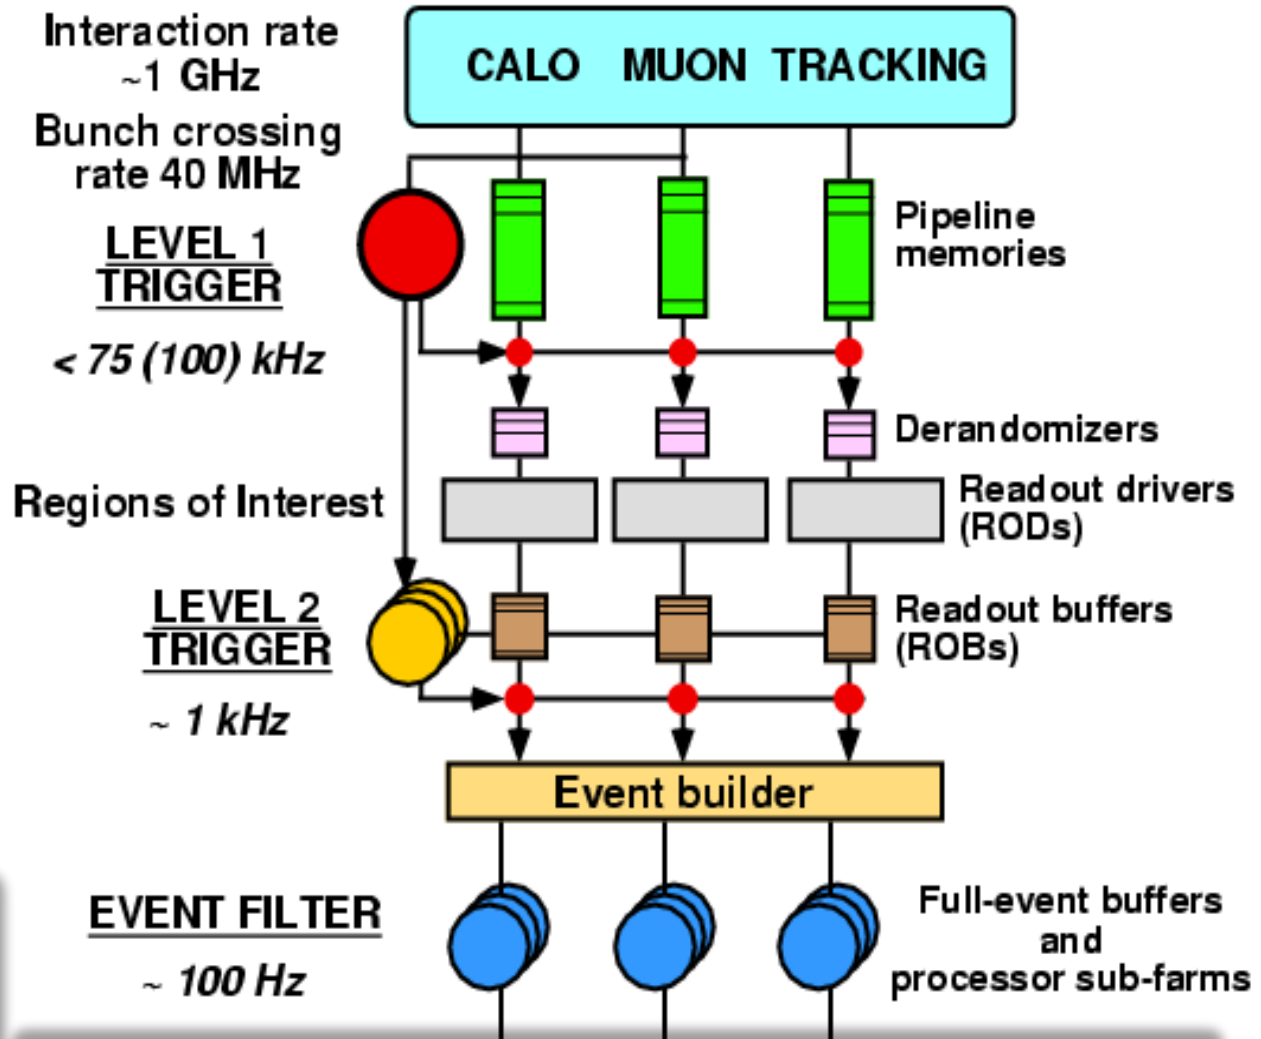 Interaction rate
~1 GHz
Bunch crossing
rate 40 MHz
LEVEL 1
TRIGGER
< 75 (100) kHz
Regions of Interest
LEVEL 2
TRIGGER
~ 1 kHz
EVENT FILTER
~ 100 Hz
CALO MUON TRACKING
Pipeline
memories
Derandomizers
Readout drivers
(RODs)
Readout buffers
(ROBs)
Event builder
Full-event buffers
and
processor sub-farms